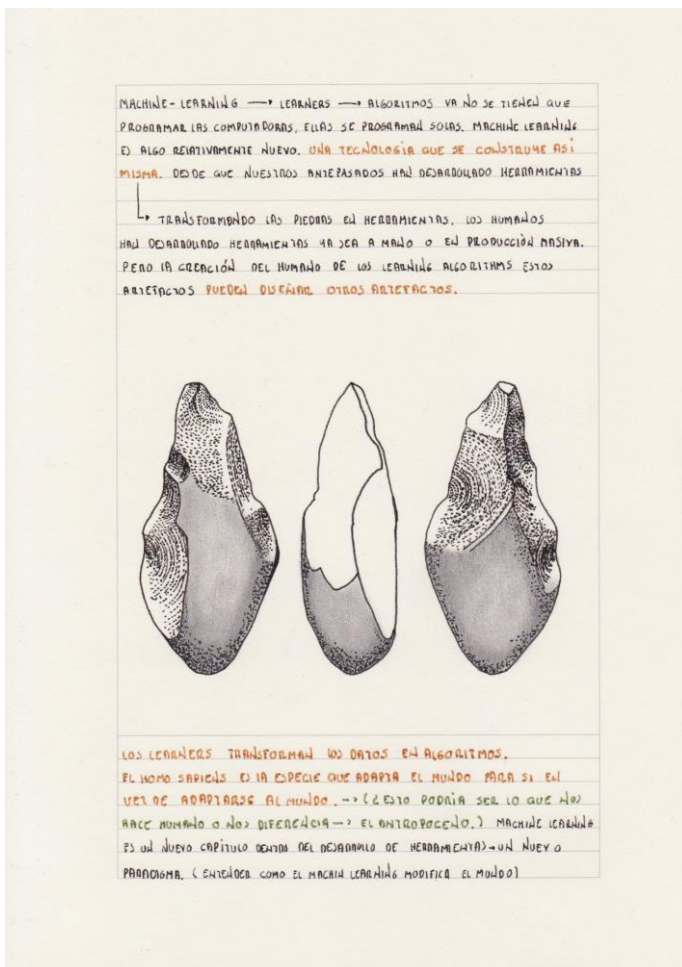 MACHINE-LEARNING → LEARNERS → ALGORITMOS YA NO SE TIENEN QUE
PROGRAMAR LAS COMPUTADORAS, ELLAS SE PROGRAMAN SOLAS. MACHINE LEARNING
ES ALGO RELATIVAMENTE NUEVO. UNA TECNOLOGÍA QUE SE CONSTRUYE ASI
MISMA. DESDE QUE NUESTROS ANTEPASADOS HAN DESARROLLADO HERRAMIENTAS
↳ TRANSFORMANDO LAS PIEDRAS EN HERRAMIENTAS. LOS HUMANOS
HAN DESARROLLADO HERRAMIENTAS YA SEA A MANO O EN PRODUCCIÓN MASIVA.
PERO LA CREACIÓN DEL HUMANO DE LOS LEARNING ALGORITHMS ESTOS
ARTEFACTOS PUEDEN DISEÑAR OTROS ARTEFACTOS.
LOS LEARNERS TRANSFORMAN LOS DATOS EN ALGORITMOS.
EL HOMO SAPIENS ES LA ESPECIE QUE ADAPTA EL MUNDO PARA SI EN
VEZ DE ADAPTARSE AL MUNDO. -> (¿ESTO PODRÍA SER LO QUE NOS
HACE HUMANO O NOS DIFERENCIA -> EL ANTROPOCENO.) MACHINE LEARNING
ES UN NUEVO CAPÍTULO DENTRO DEL DESARROLLO DE HERRAMIENTAS → UN NUEVO
PARADIGMA. (ENTENDER COMO EL MACHIN LEARNING MODIFICA EL MUNDO)